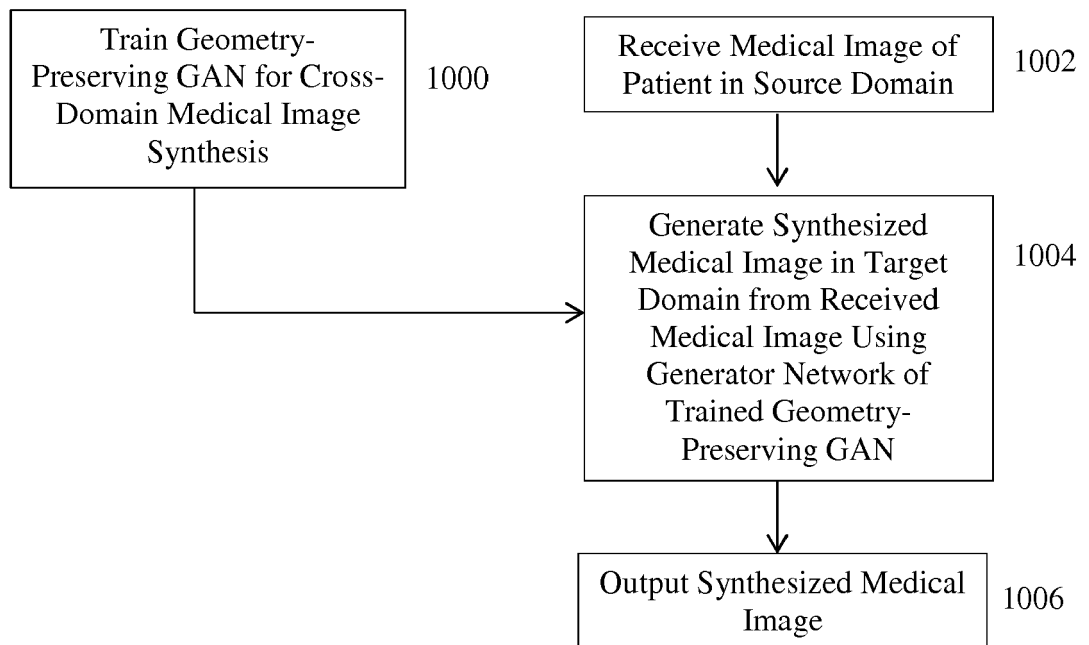 Train Geometry-
Preserving GAN for Cross-
Domain Medical Image
Synthesis
1000
Receive Medical Image of
Patient in Source Domain
1002
Generate Synthesized
Medical Image in Target
Domain from Received
Medical Image Using
Generator Network of
Trained Geometry-
Preserving GAN
1004
Output Synthesized Medical
Image
1006